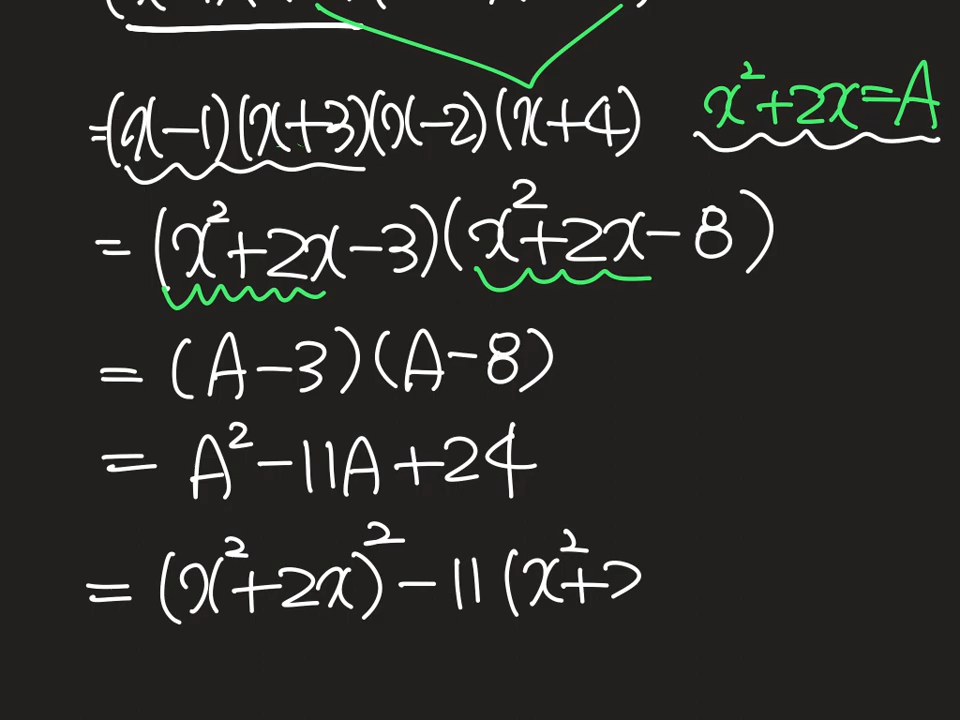 =(x-1)(x+3)(x-2)(x+4)
x²+2x=A
= (x²+2x-3)(x²+2x-8)
= (A-3)(A-8)
= A²-11A+24
= (x²+2x)²-11(x²+